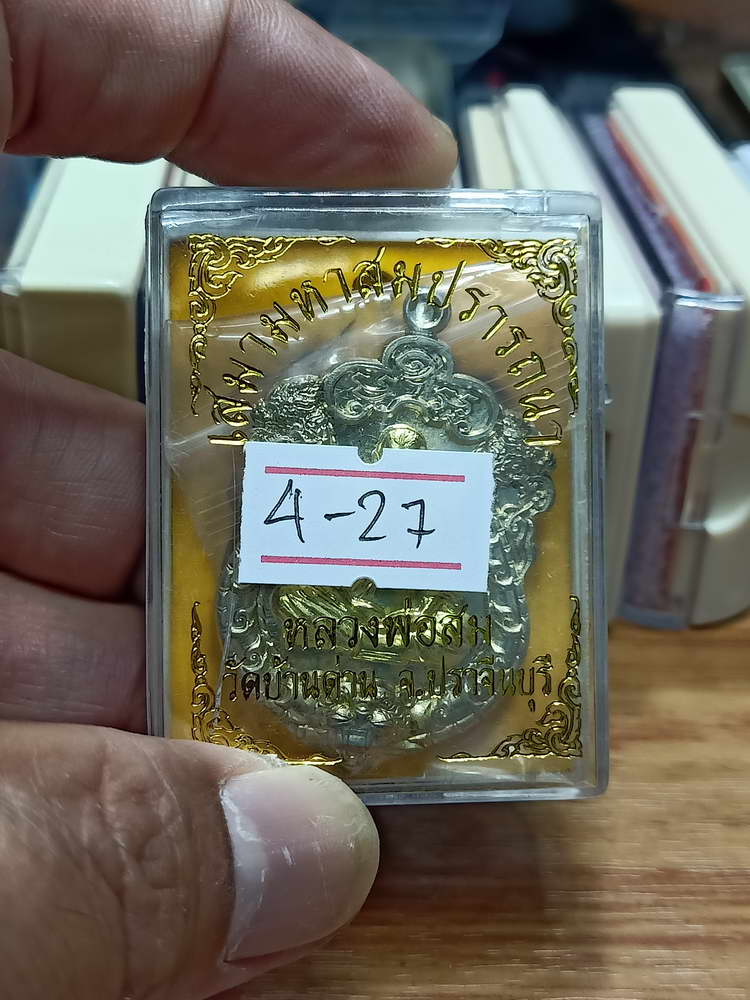 เสมามหาสมปรารถนา
4-27
หลวงพ่อสม
วัดบ้านด่าน จ.ปราจีนบุรี